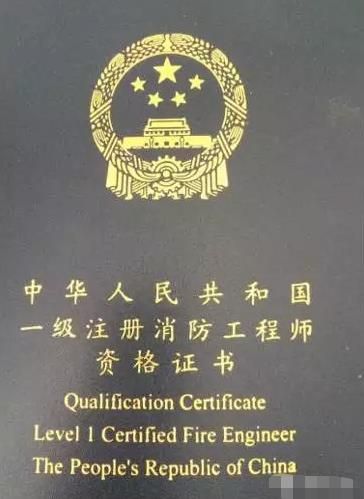 中华人民共和国
一级注册消防工程师
资格证书
Qualification Certificate
Level 1 Certified Fire Engineer
The People's Republic of China